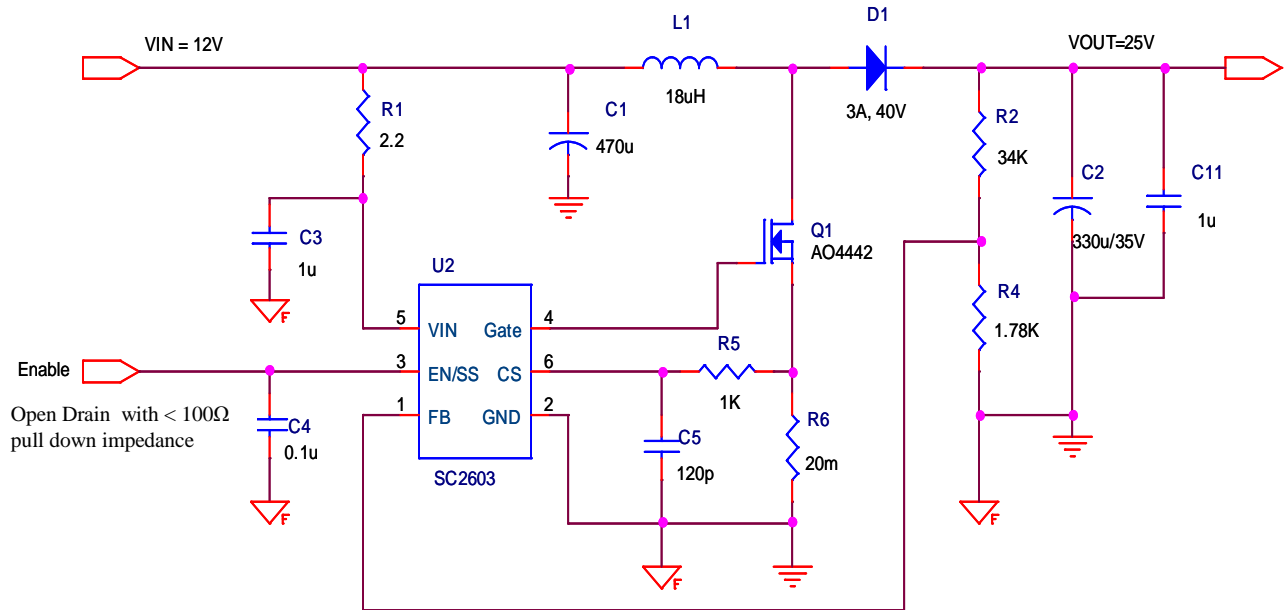 VIN = 12V
L1
18uH
D1
3A, 40V
VOUT=25V
R1
2.2
C1
470u
R2
34K
C2
330u/35V
C11
1u
C3
1u
F
Q1
AO4442
U2
5 VIN Gate 4
3 EN/SS CS 6
1 FB GND 2
SC2603
R4
1.78K
Enable
Open Drain with < 100Ω
pull down impedance
C4
0.1u
F
R5
1K
C5
120p
R6
20m
F
F